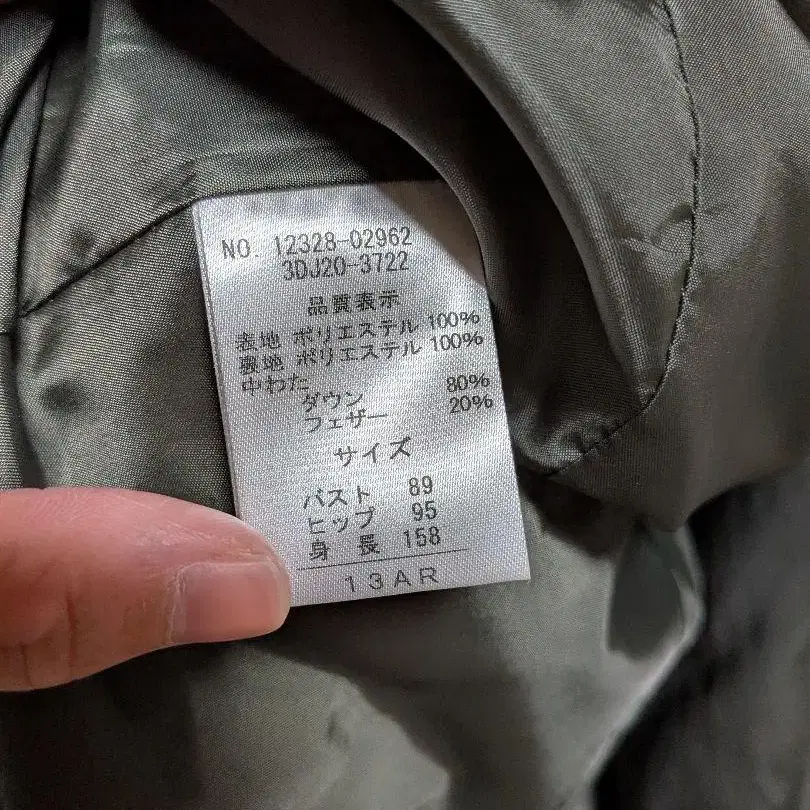 NO. 12328-02962
3DJ20-3722
品質表示
表地 ポリエステル 100%
裏地 ポリエステル 100%
中わた
ダウン 80%
フェザー 20%
サイズ
バスト 89
ヒップ 95
身長 158
13AR